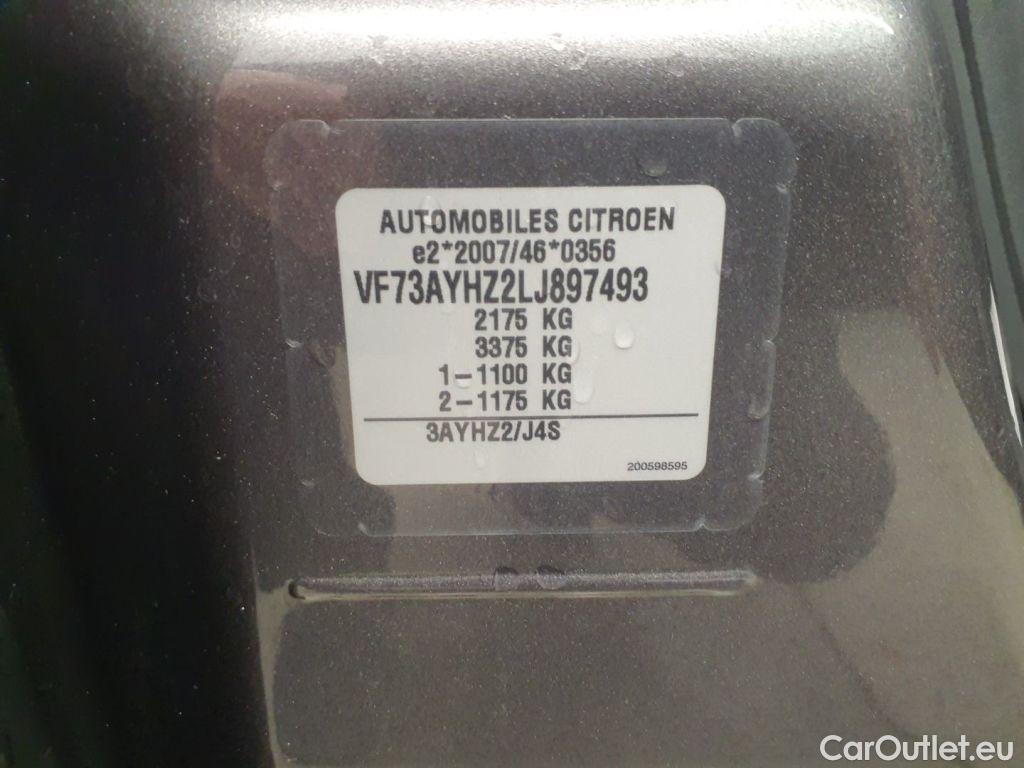 AUTOMOBILES CITROEN
e2*2007/46*0356
VF73AYHZ2LJ897493
2175 KG
3375 KG
1-1100 KG
2-1175 KG
3AYHZ2/J4S
200598595
CarOutlet.eu